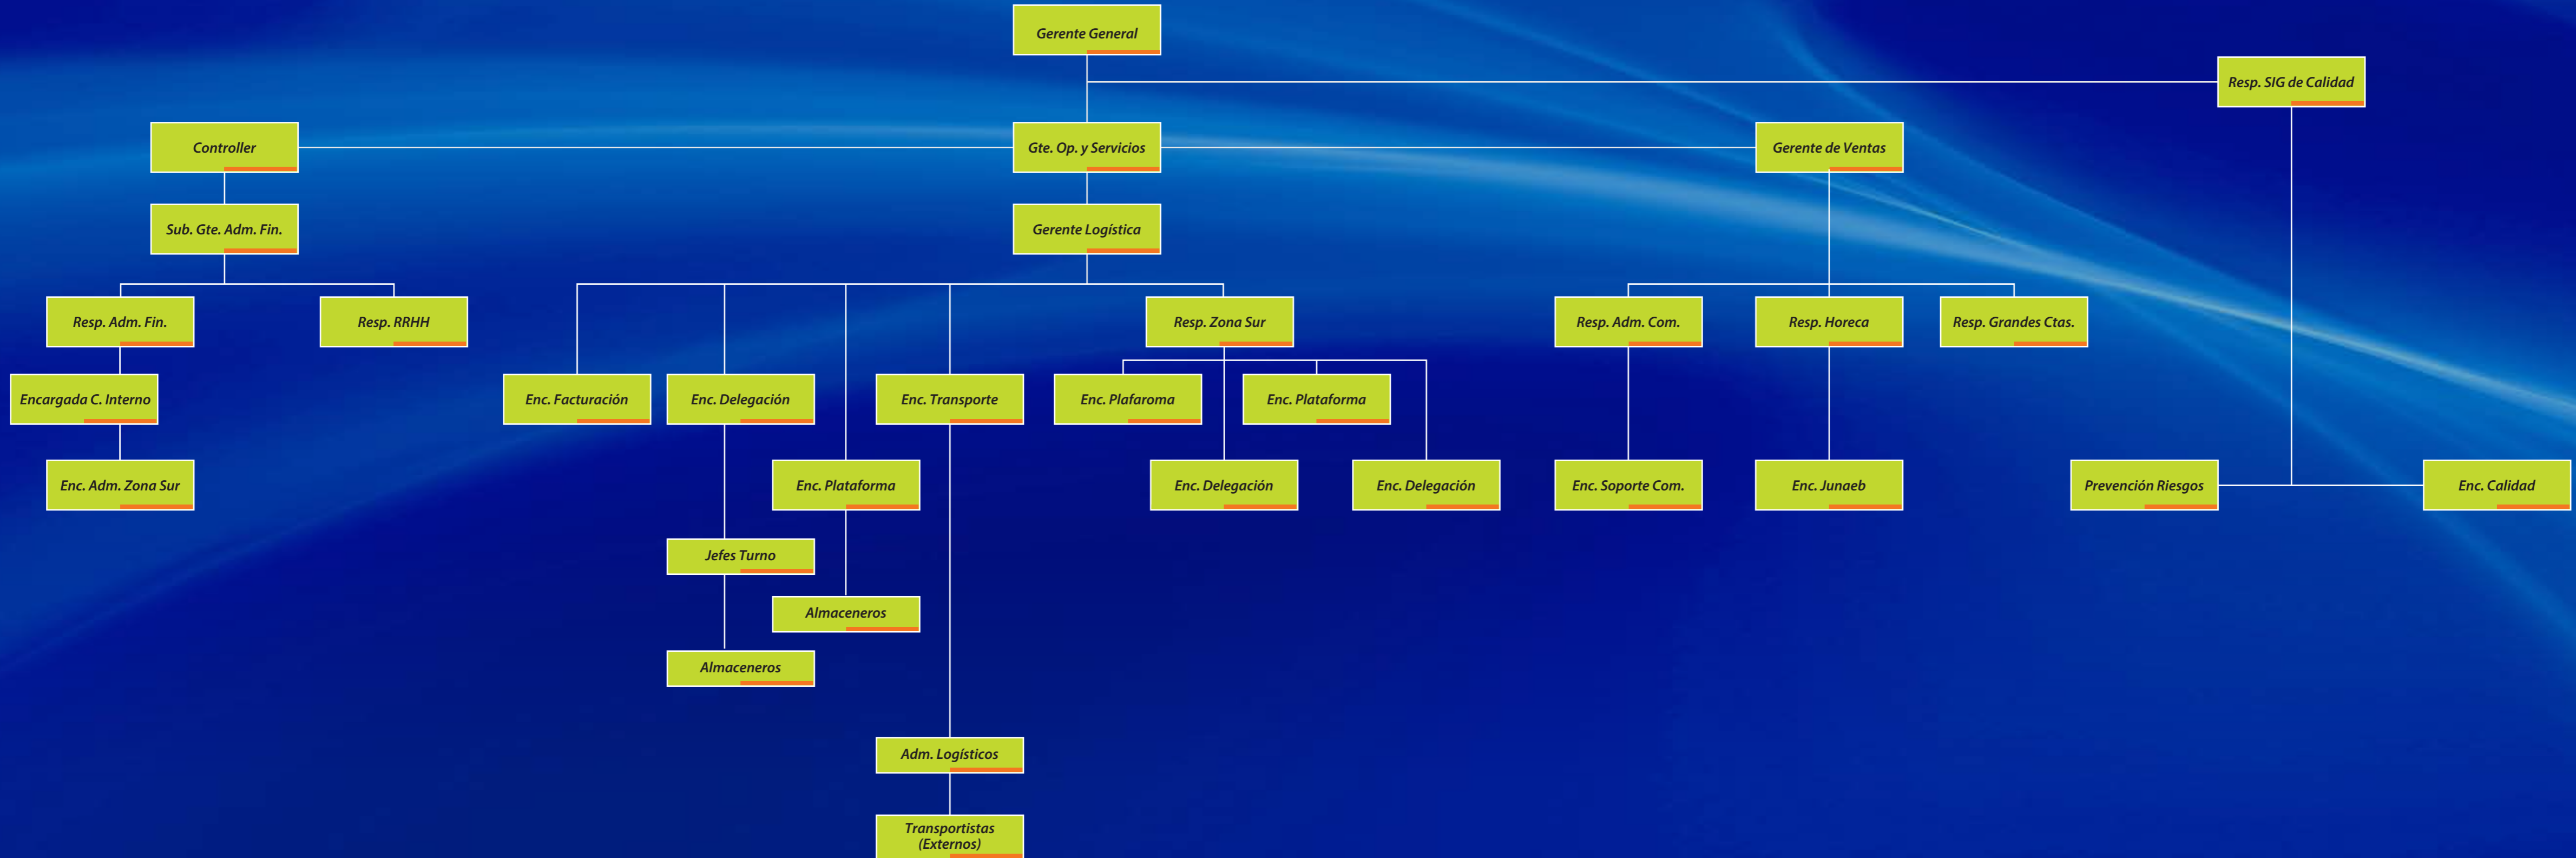 Gerente General
Resp. SIG de Calidad
Controller
Gte. Op. y Servicios
Gerente de Ventas
Sub. Gte. Adm. Fin.
Gerente Logística
Resp. Adm. Fin.
Resp. RRHH
Resp. Zona Sur
Resp. Adm. Com.
Resp. Horeca
Resp. Grandes Ctas.
Encargada C. Interno
Enc. Facturación
Enc. Delegación
Enc. Transporte
Enc. Plafaroma
Enc. Plataforma
Enc. Adm. Zona Sur
Enc. Plataforma
Enc. Delegación
Enc. Delegación
Enc. Soporte Com.
Enc. Junaeb
Prevención Riesgos
Enc. Calidad
Jefes Turno
Almaceneros
Almaceneros
Adm. Logísticos
Transportistas
(Externos)